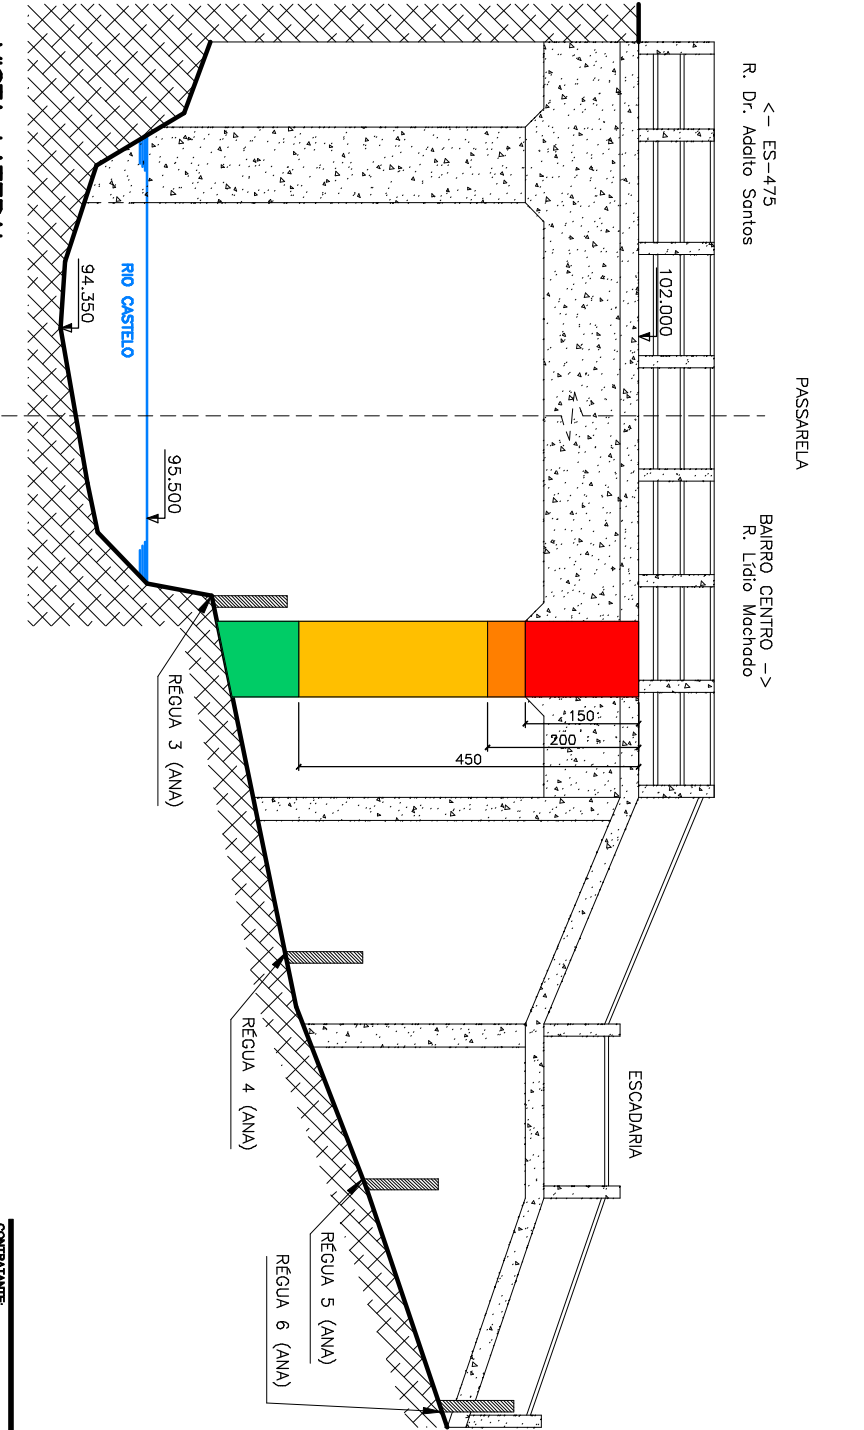 PASSARELA
<- ES-475
R. Dr. Adalto Santos
BAIRRO CENTRO ->
R. Lídio Machado
102.000
150
200
450
ESCADARIA
RIO CASTELO
95.500
94.350
RÉGUA 3 (ANA)
RÉGUA 4 (ANA)
RÉGUA 5 (ANA)
RÉGUA 6 (ANA)
CONTRATANTE: